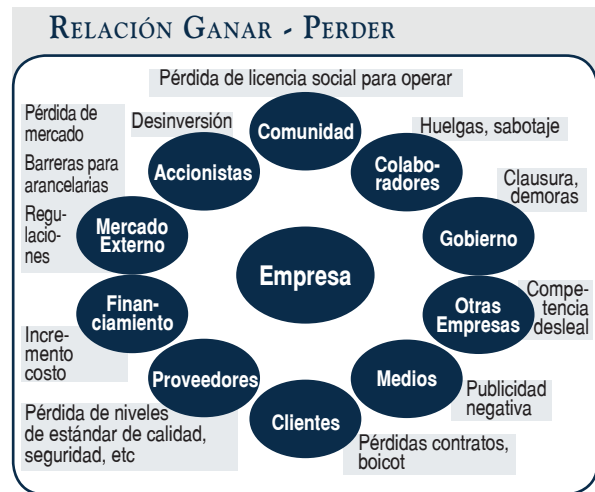 RELACIÓN GANAR - PERDER
Pérdida de licencia social para operar
Pérdida de
mercado
Desinversión
Comunidad
Huelgas, sabotaje
Barreras para
arancelarias
Accionistas
Colabo-
radores
Clausura,
demoras
Regu-
lacio-
nes
Mercado
Externo
Gobierno
Empresa
Finan-
ciamiento
Otras
Empresas
Compe-
tencia
desleal
Incre-
mento
costo
Proveedores
Medios
Publicidad
negativa
Pérdida de niveles
de estándar de calidad,
seguridad, etc
Clientes
Pérdidas contratos,
boicot